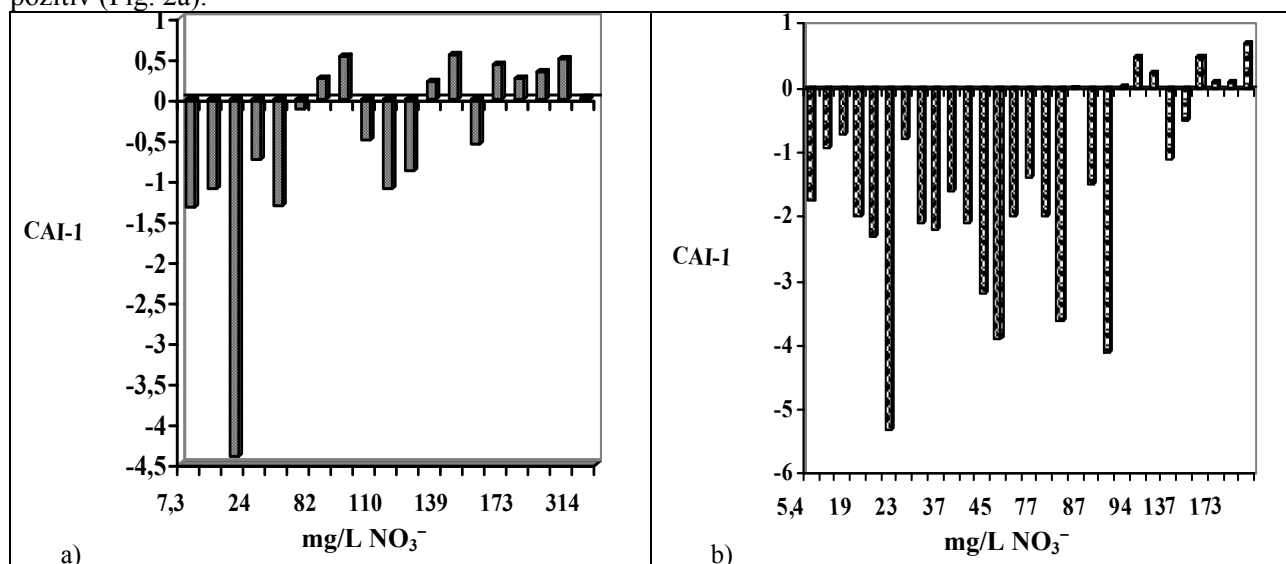 pozitiv (Fig. 2a).
1
0,5
0
-0,5
-1
-1,5
-2
-2,5
-3
-3,5
-4
-4,5
CAI-1
7,3 24 82 110 139 173 314
mg/L NO₃⁻
a)
1
0
-1
-2
-3
-4
-5
-6
CAI-1
5,4 19 23 37 45 77 87 94 137 173
mg/L NO₃⁻
b)